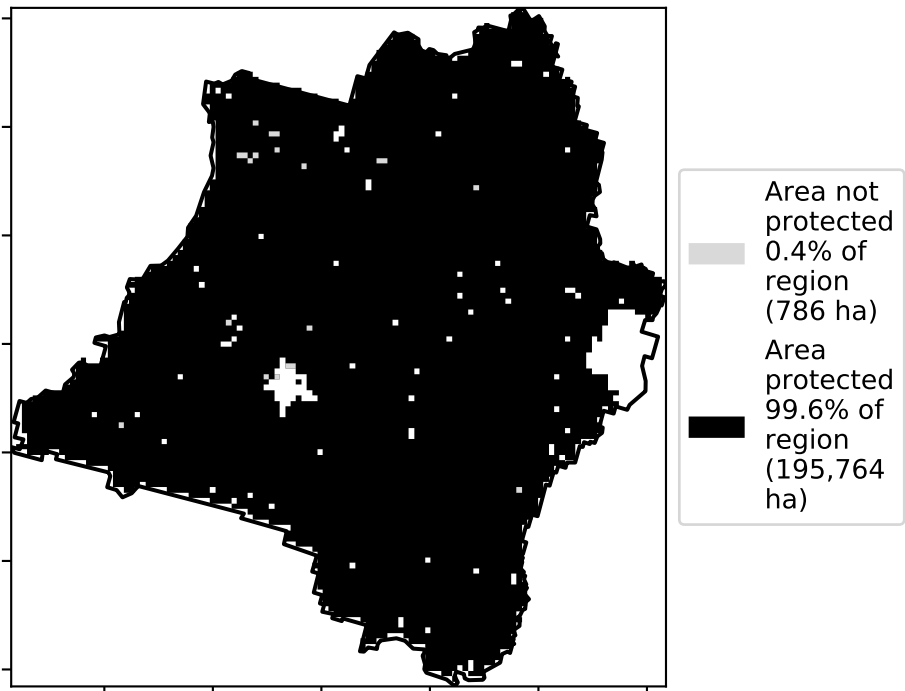 Area not
protected
0.4% of
region
(786 ha)
Area
protected
99.6% of
region
(195,764
ha)